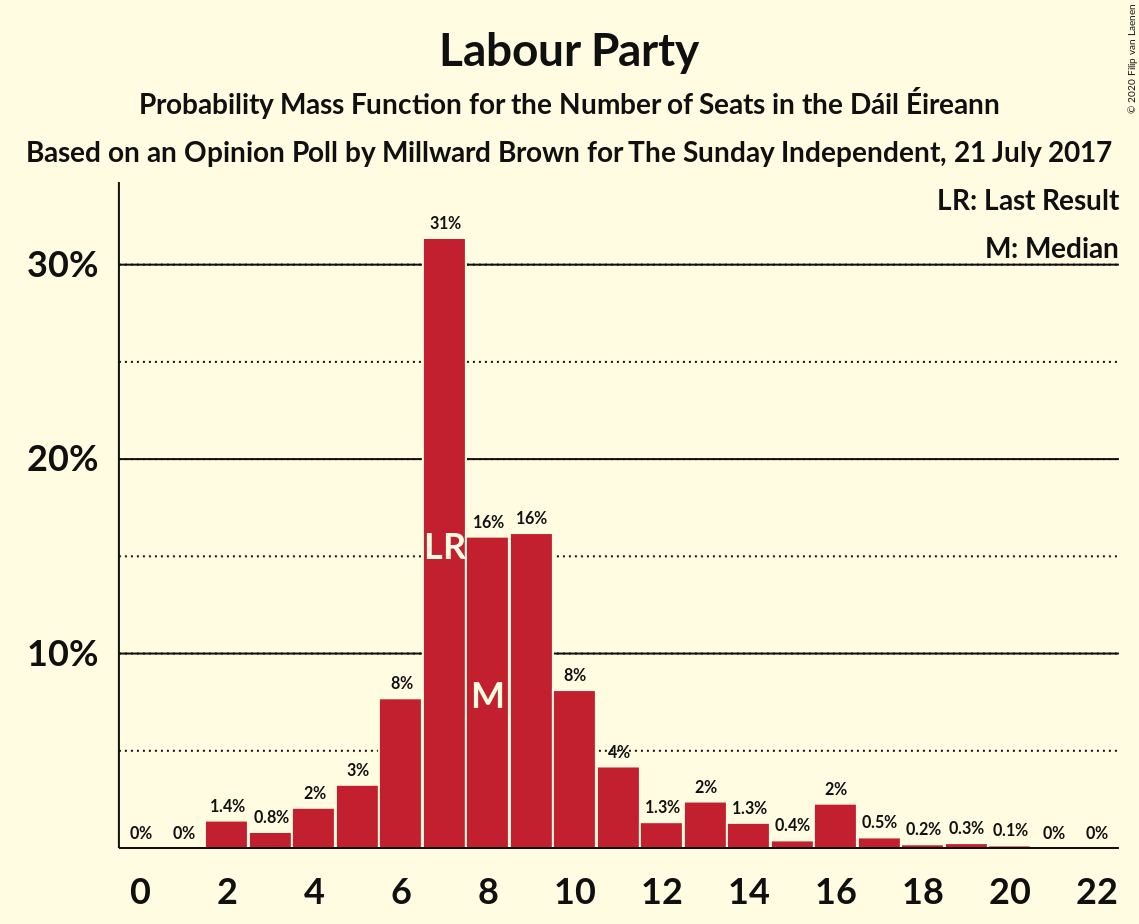 Labour Party
Probability Mass Function for the Number of Seats in the Dáil Éireann
Based on an Opinion Poll by Millward Brown for The Sunday Independent, 21 July 2017
© 2020 Filip van Laenen
LR: Last Result
M: Median
30%
20%
10%
0% 0% 1.4% 0.8% 2% 3% 8% 31% 16% 16% 8% 4% 1.3% 2% 1.3% 0.4% 2% 0.5% 0.2% 0.3% 0.1% 0% 0%
LR
M
0 2 4 6 8 10 12 14 16 18 20 22